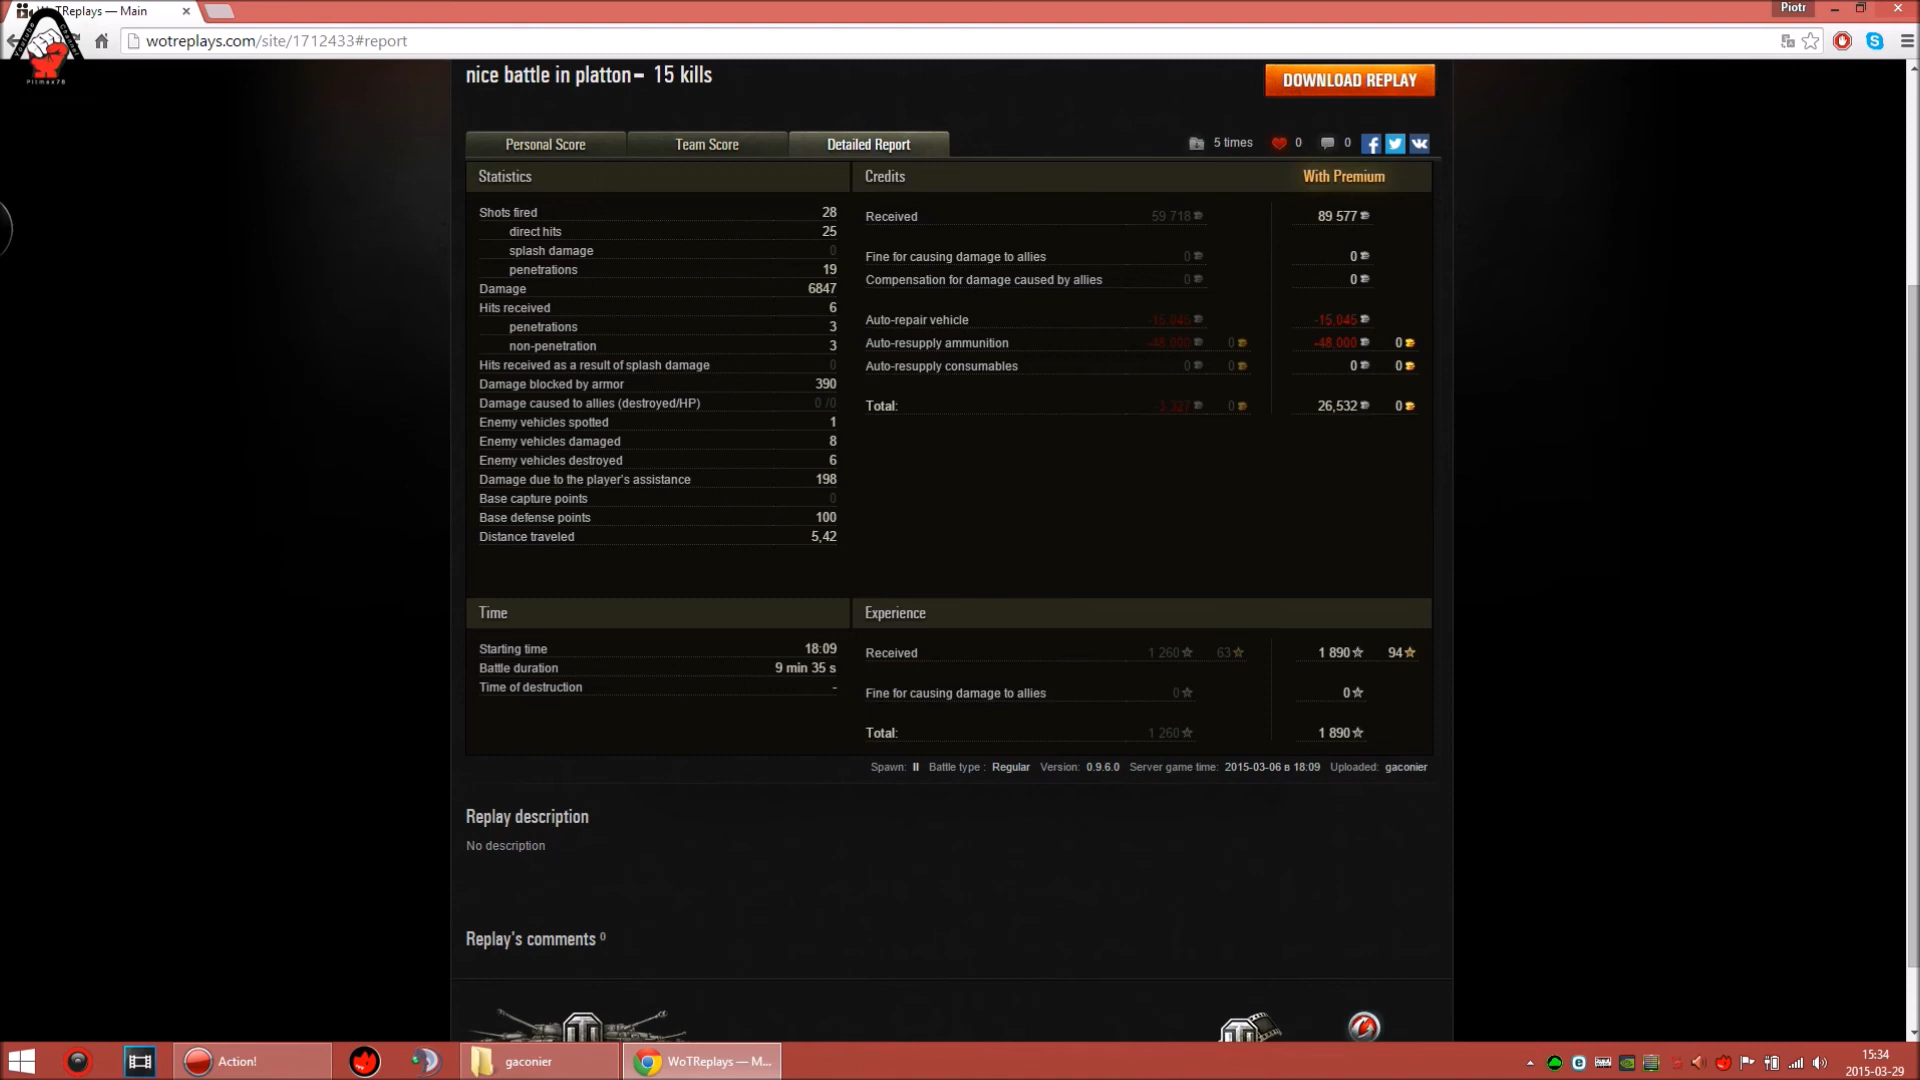 WoTReplays — Main
Piotr
wotreplays.com/site/1712433#report
Pitmax78
nice battle in platton– 15 kills
DOWNLOAD REPLAY
Personal Score Team Score Detailed Report 5 times 0 0
Statistics Credits With Premium
Shots fired 28
direct hits 25
splash damage 0
penetrations 19
Damage 6847
Hits received 6
penetrations 3
non-penetration 3
Hits received as a result of splash damage 0
Damage blocked by armor 390
Damage caused to allies (destroyed/HP) 0 /0
Enemy vehicles spotted 1
Enemy vehicles damaged 8
Enemy vehicles destroyed 6
Damage due to the player's assistance 198
Base capture points 0
Base defense points 100
Distance traveled 5,42
Received 59 718 89 577
Fine for causing damage to allies 0 0
Compensation for damage caused by allies 0 0
Auto-repair vehicle -15,045 -15,045
Auto-resupply ammunition -48,000 0 -48,000 0
Auto-resupply consumables 0 0 0 0
Total: -3,327 0 26,532 0
Time Experience
Starting time 18:09
Battle duration 9 min 35 s
Time of destruction -
Received 1 260 63 1 890 94
Fine for causing damage to allies 0 0
Total: 1 260 1 890
Spawn: II Battle type : Regular Version: 0.9.6.0 Server game time: 2015-03-06 в 18:09 Uploaded: gaconier
Replay description
No description
Replay's comments 0
Action! gaconier WoTReplays — M...
15:34
2015-03-29